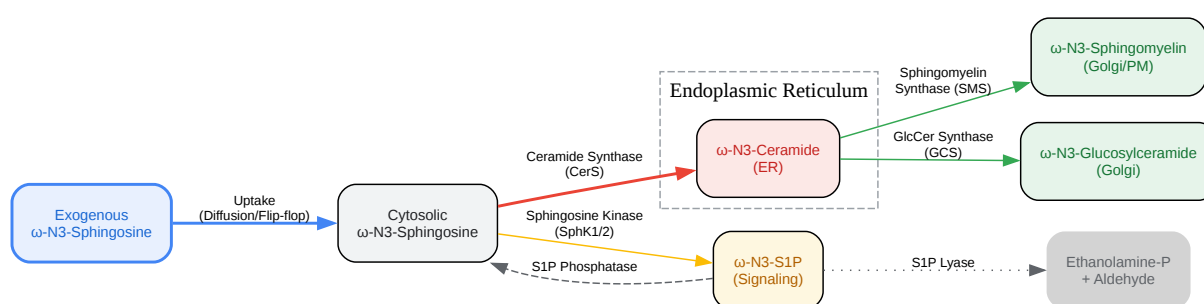 Exogenous
ω-N3-Sphingosine
Uptake
(Diffusion/Flip-flop)
Cytosolic
ω-N3-Sphingosine
Ceramide Synthase
(CerS)
Sphingosine Kinase
(SphK1/2)
S1P Phosphatase
Endoplasmic Reticulum
ω-N3-Ceramide
(ER)
ω-N3-S1P
(Signaling)
Sphingomyelin
Synthase (SMS)
GlcCer Synthase
(GCS)
S1P Lyase
ω-N3-Sphingomyelin
(Golgi/PM)
ω-N3-Glucosylceramide
(Golgi)
Ethanolamine-P
+ Aldehyde